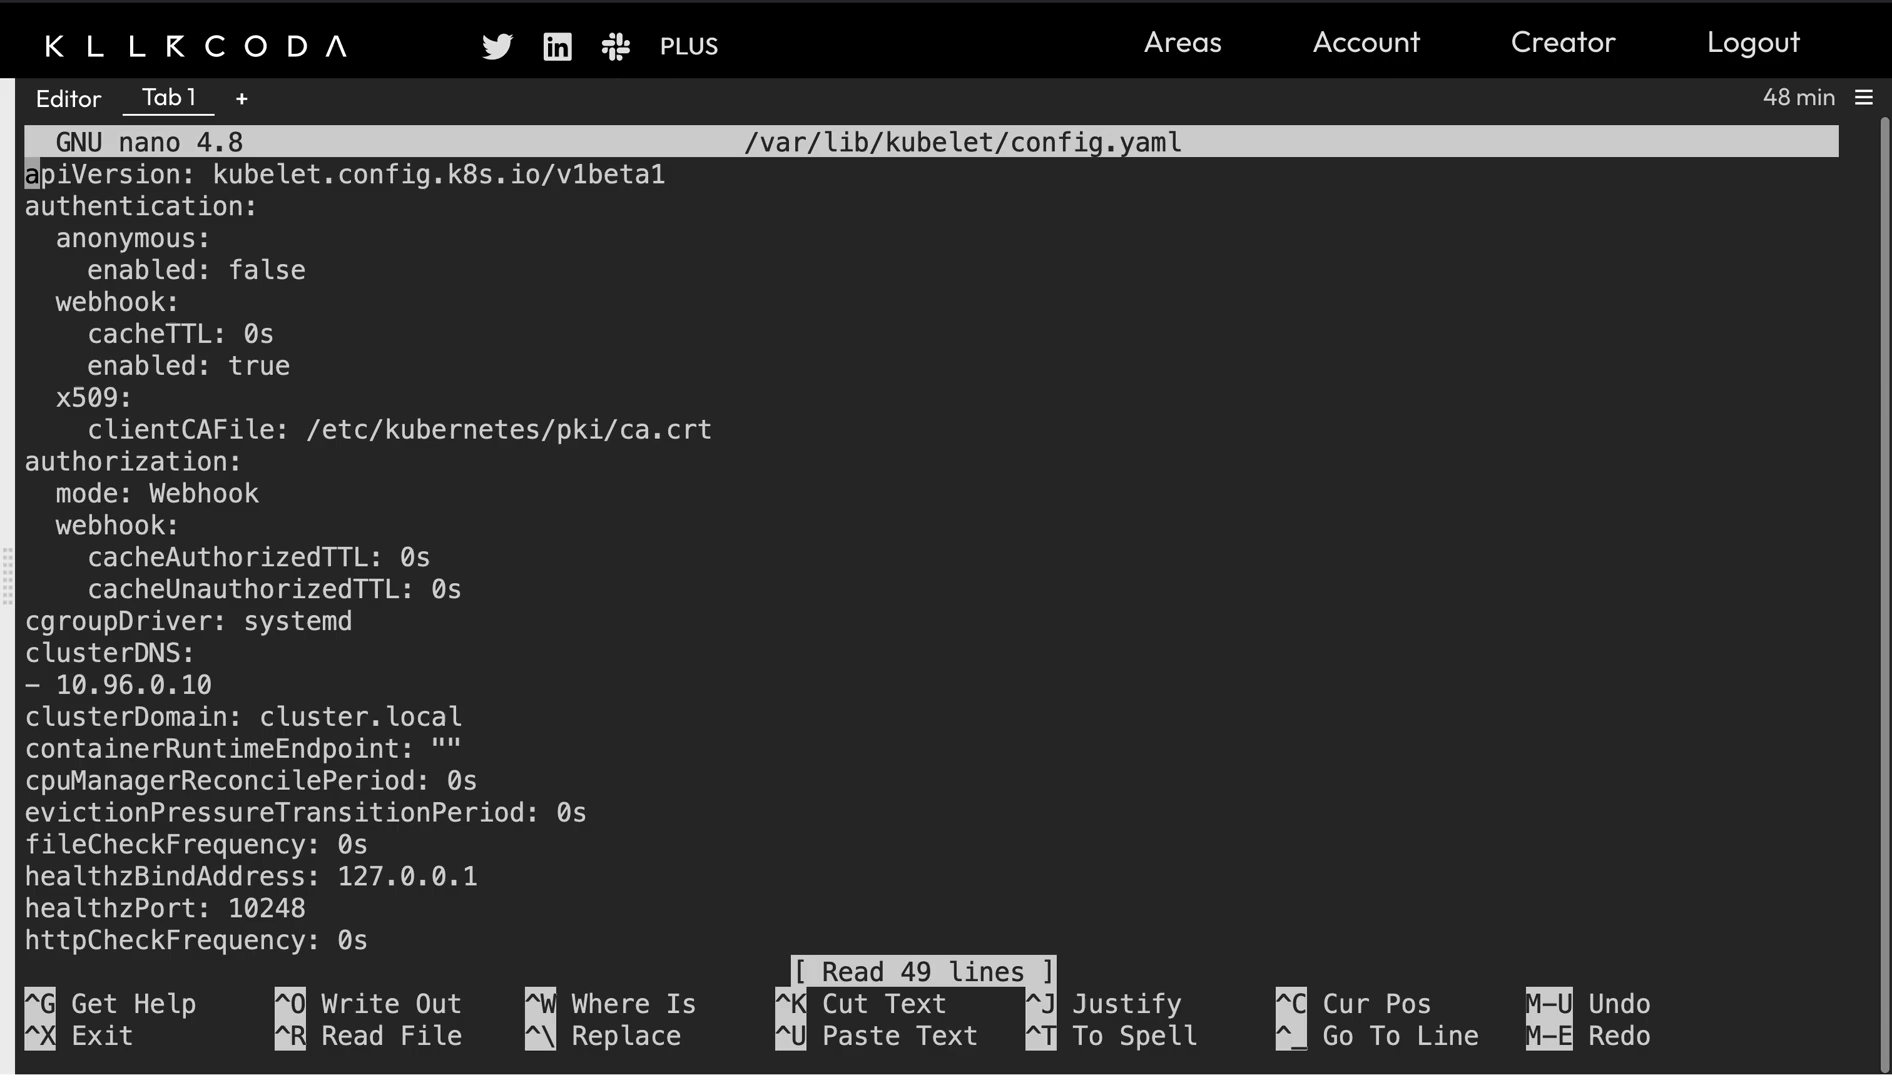 KLLRCODA PLUS Areas Account Creator Logout
Editor Tab 1 + 48 min
GNU nano 4.8 /var/lib/kubelet/config.yaml
apiVersion: kubelet.config.k8s.io/v1beta1
authentication:
  anonymous:
    enabled: false
  webhook:
    cacheTTL: 0s
    enabled: true
  x509:
    clientCAFile: /etc/kubernetes/pki/ca.crt
authorization:
  mode: Webhook
  webhook:
    cacheAuthorizedTTL: 0s
    cacheUnauthorizedTTL: 0s
cgroupDriver: systemd
clusterDNS:
- 10.96.0.10
clusterDomain: cluster.local
containerRuntimeEndpoint: ""
cpuManagerReconcilePeriod: 0s
evictionPressureTransitionPeriod: 0s
fileCheckFrequency: 0s
healthzBindAddress: 127.0.0.1
healthzPort: 10248
httpCheckFrequency: 0s
[ Read 49 lines ]
^G Get Help ^O Write Out ^W Where Is ^K Cut Text ^J Justify ^C Cur Pos M-U Undo
^X Exit ^R Read File ^\ Replace ^U Paste Text ^T To Spell ^_ Go To Line M-E Redo